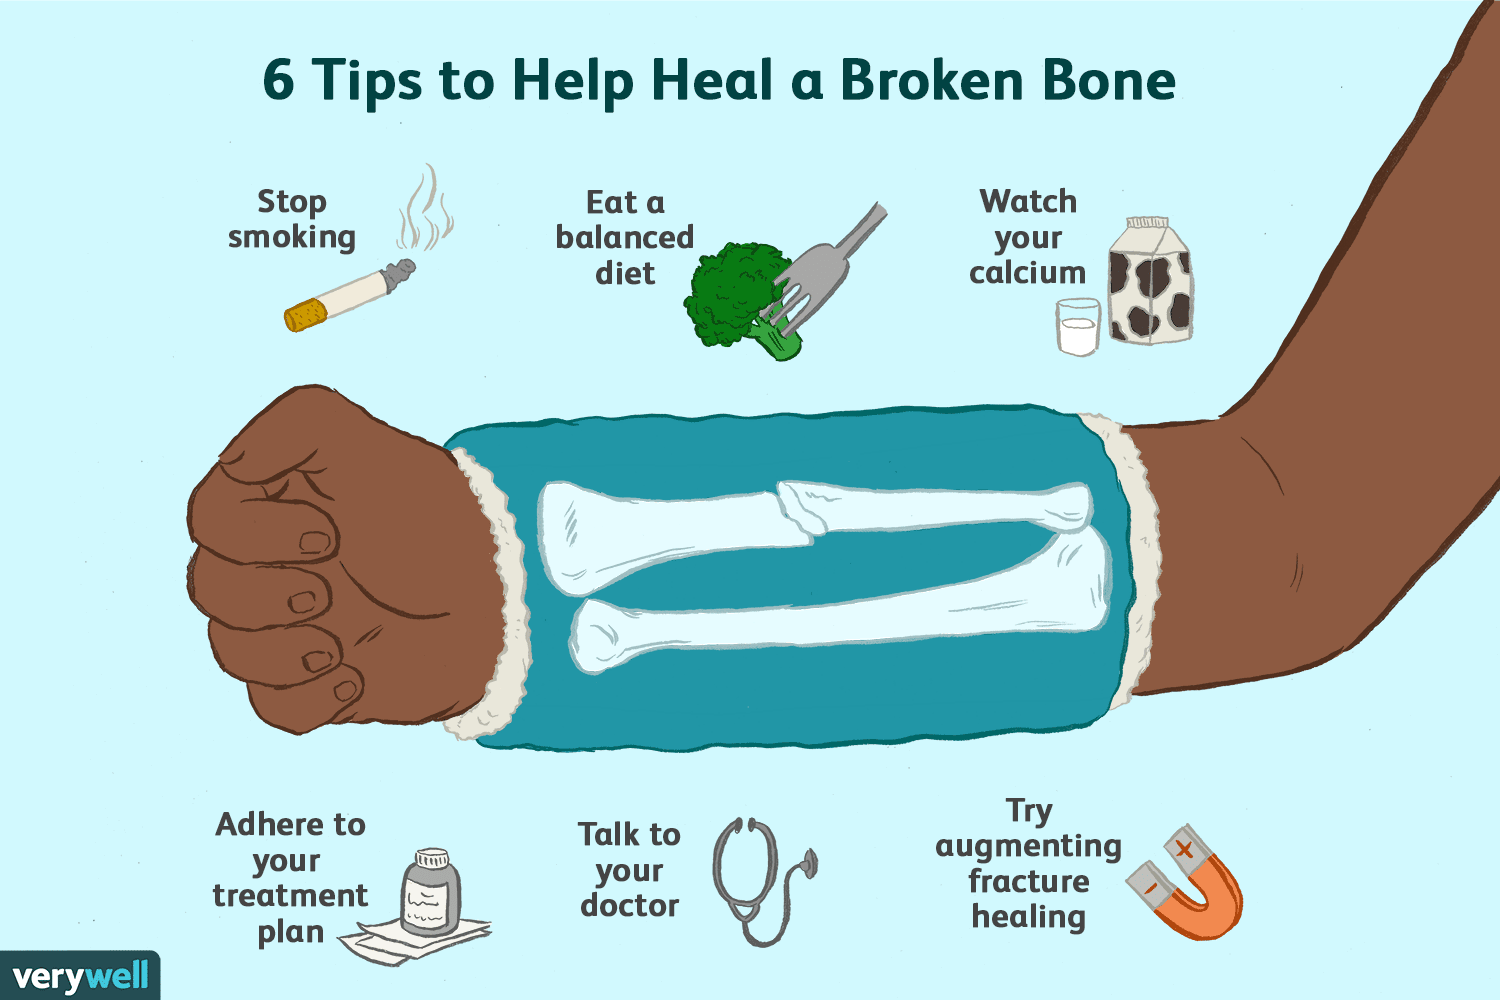 6 Tips to Help Heal a Broken Bone
Stop
smoking
Eat a
balanced
diet
Watch
your
calcium
Adhere to
your
treatment
plan
Talk to
your
doctor
Try
augmenting
fracture
healing
verywell